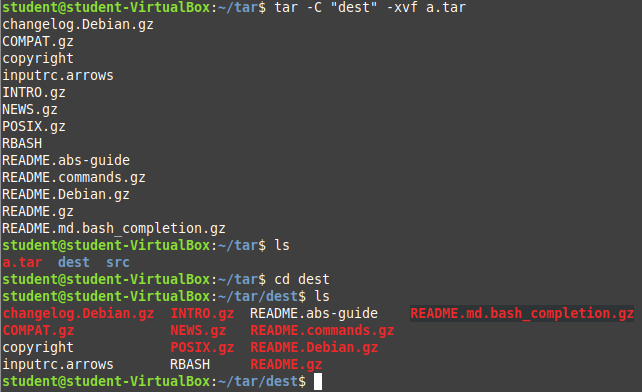 student@student-VirtualBox:~/tar$ tar -C "dest" -xvf a.tar
changelog.Debian.gz
COMPAT.gz
copyright
inputrc.arrows
INTRO.gz
NEWS.gz
POSIX.gz
RBASH
README.abs-guide
README.commands.gz
README.Debian.gz
README.gz
README.md.bash_completion.gz
student@student-VirtualBox:~/tar$ ls
a.tar  dest  src
student@student-VirtualBox:~/tar$ cd dest
student@student-VirtualBox:~/tar/dest$ ls
changelog.Debian.gz  INTRO.gz  README.abs-guide    README.md.bash_completion.gz
COMPAT.gz            NEWS.gz   README.commands.gz
copyright            POSIX.gz  README.Debian.gz
inputrc.arrows       RBASH     README.gz
student@student-VirtualBox:~/tar/dest$